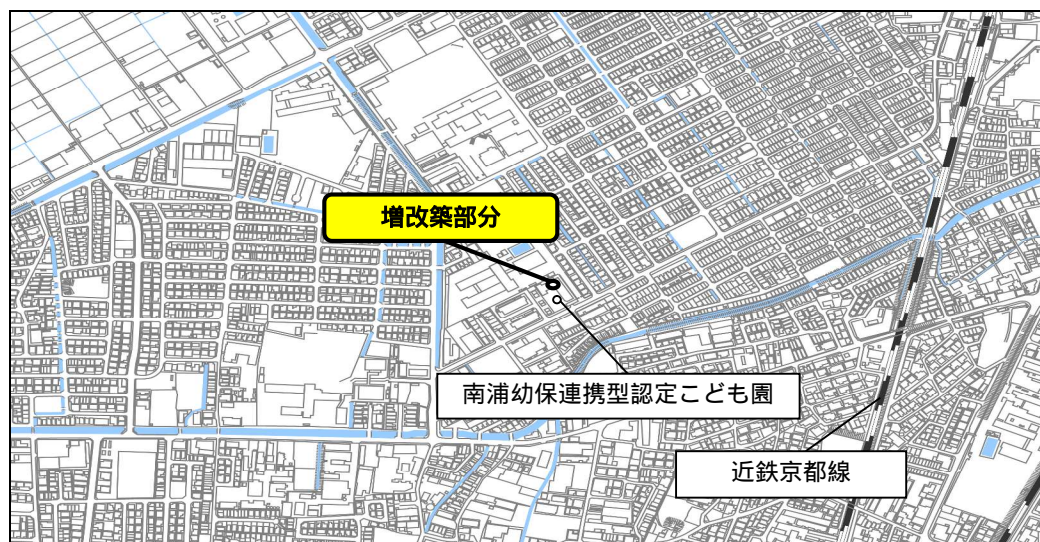 増改築部分
南浦幼保連携型認定こども園
近鉄京都線